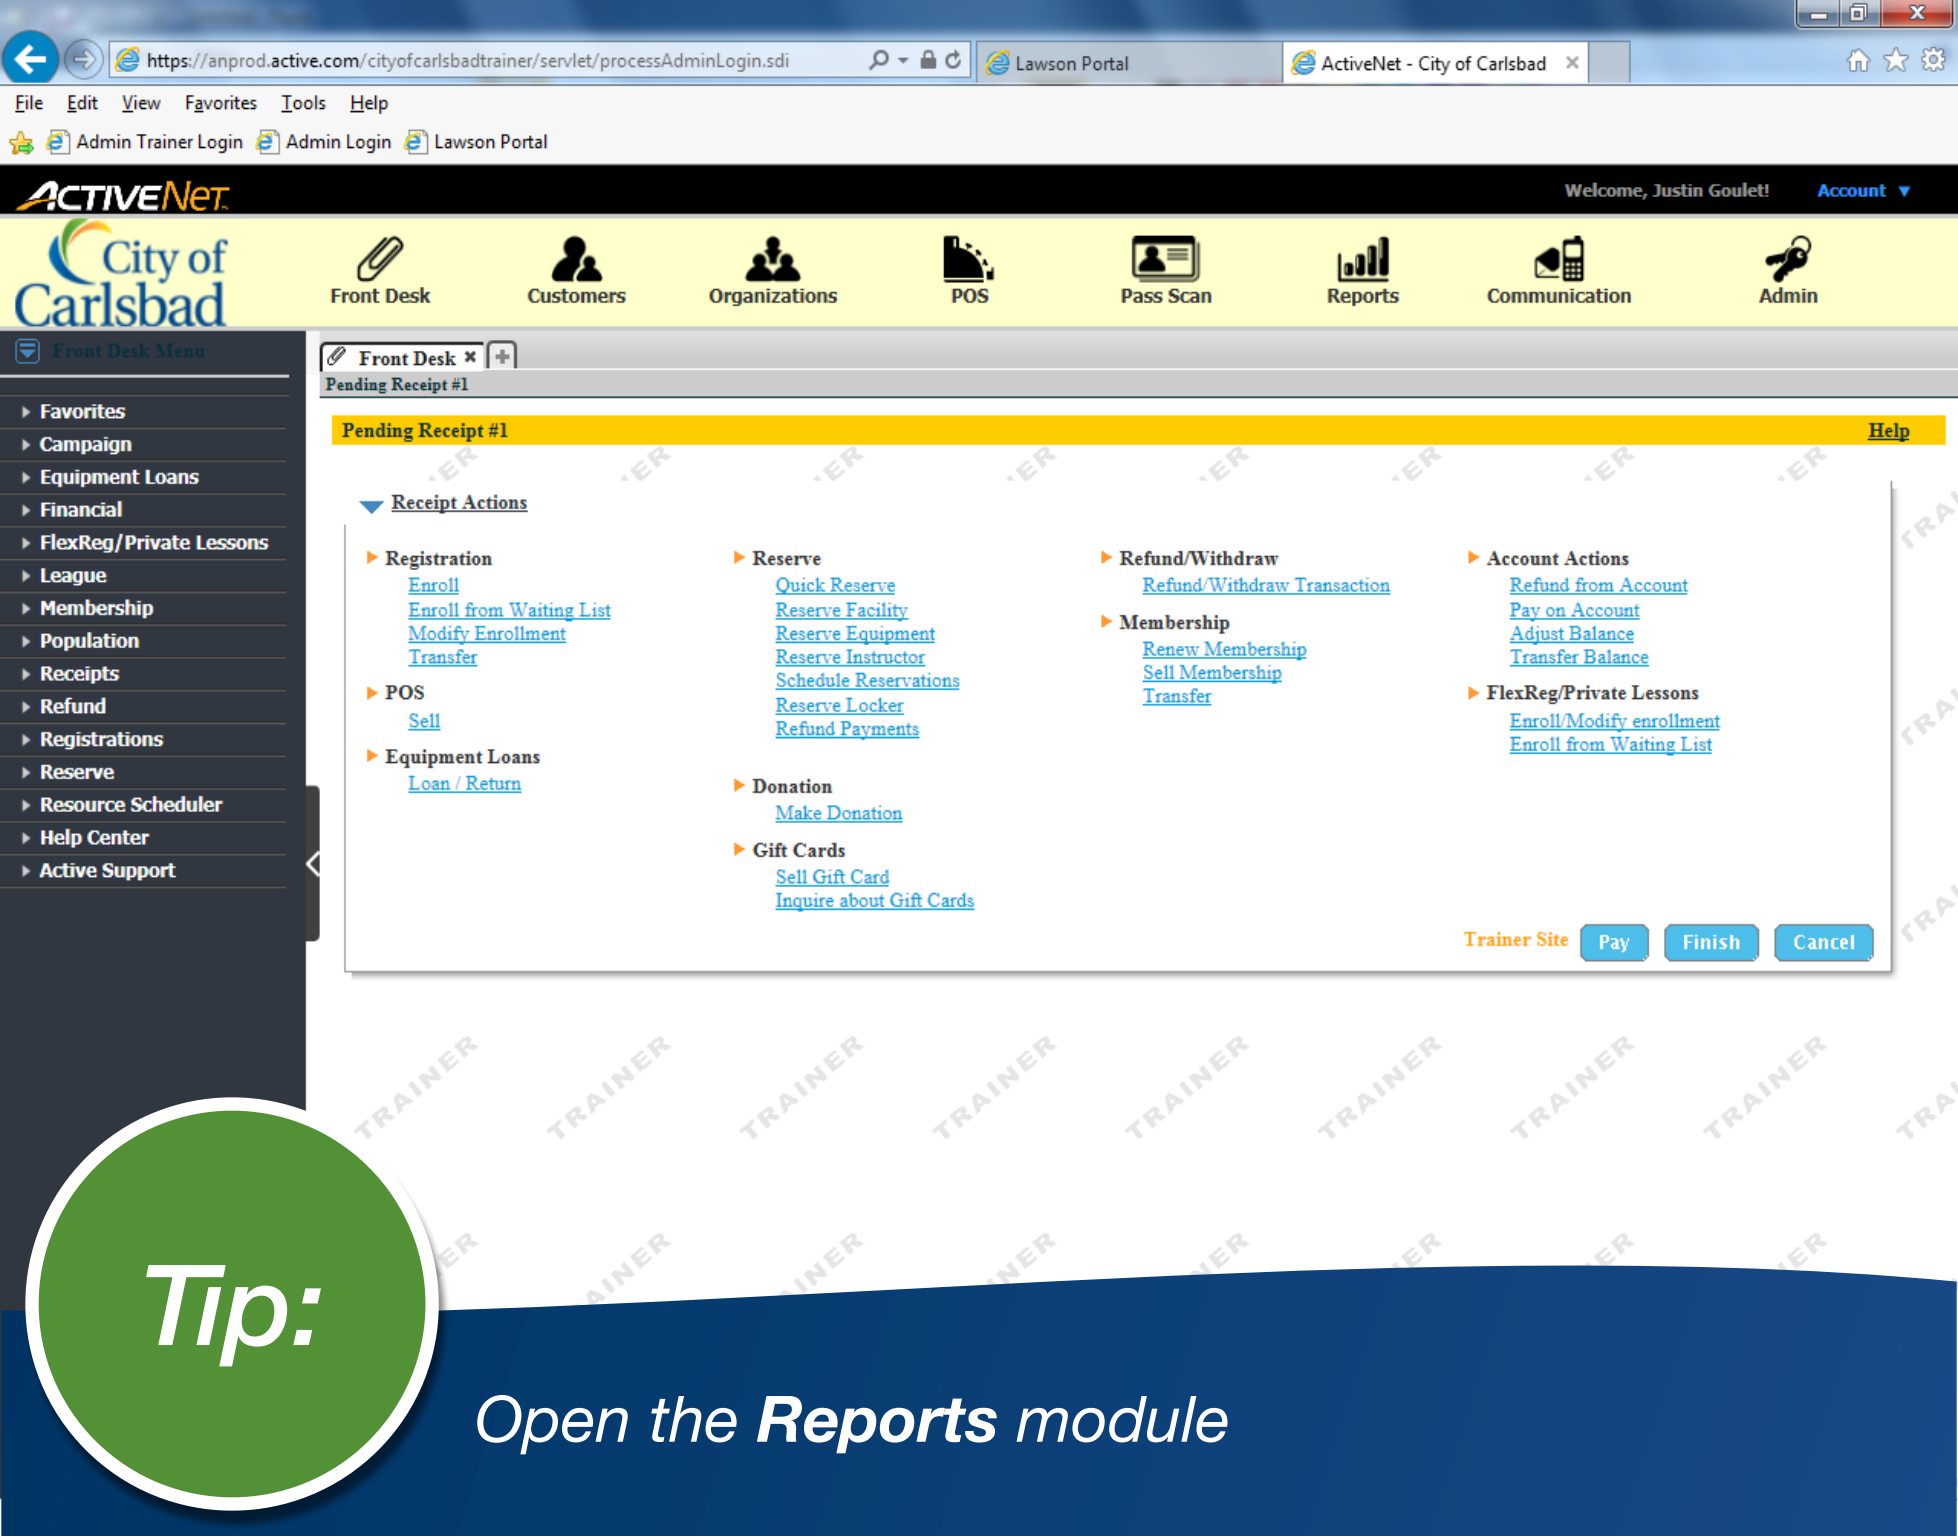 https://anprod.active.com/cityofcarlsbadtrainer/servlet/processAdminLogin.sdi
Lawson Portal
ActiveNet - City of Carlsbad
File Edit View Favorites Tools Help
Admin Trainer Login Admin Login Lawson Portal
ACTIVENet
Welcome, Justin Goulet! Account
City of
Carlsbad
Front Desk Customers Organizations POS Pass Scan Reports Communication Admin
Front Desk Menu
Favorites
Campaign
Equipment Loans
Financial
FlexReg/Private Lessons
League
Membership
Population
Receipts
Refund
Registrations
Reserve
Resource Scheduler
Help Center
Active Support
Front Desk
Pending Receipt #1
Pending Receipt #1 Help
Receipt Actions
Registration
Enroll
Enroll from Waiting List
Modify Enrollment
Transfer
POS
Sell
Equipment Loans
Loan / Return
Reserve
Quick Reserve
Reserve Facility
Reserve Equipment
Reserve Instructor
Schedule Reservations
Reserve Locker
Refund Payments
Donation
Make Donation
Gift Cards
Sell Gift Card
Inquire about Gift Cards
Refund/Withdraw
Refund/Withdraw Transaction
Membership
Renew Membership
Sell Membership
Transfer
Account Actions
Refund from Account
Pay on Account
Adjust Balance
Transfer Balance
FlexReg/Private Lessons
Enroll/Modify enrollment
Enroll from Waiting List
Trainer Site Pay Finish Cancel
TRAINER TRAINER TRAINER TRAINER TRAINER TRAINER TRAINER TRAINER
Tip:
Open the Reports module